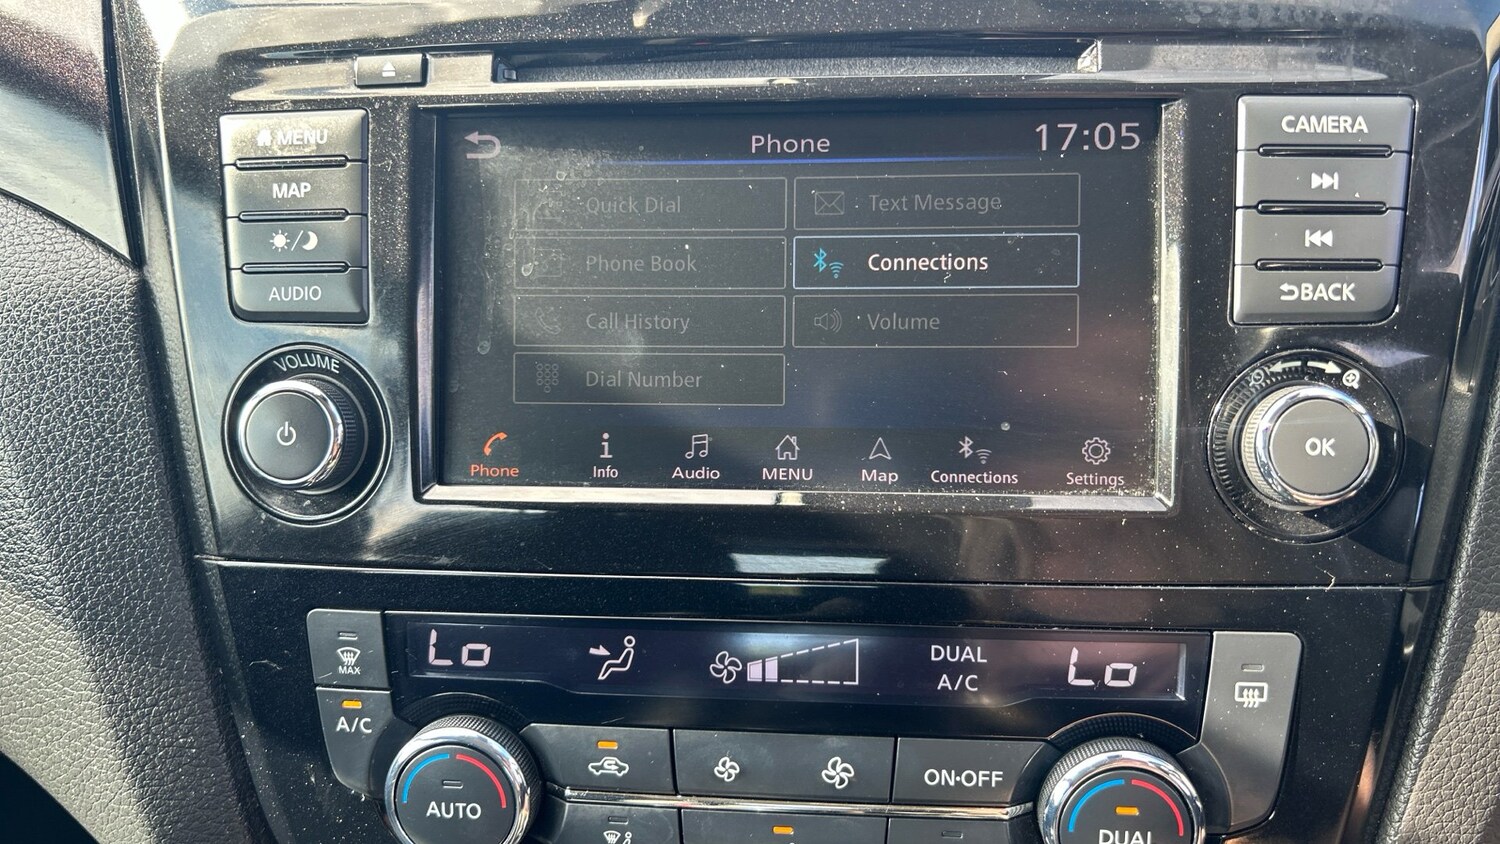 MENU
MAP
AUDIO
VOLUME
Phone
17:05
Quick Dial
Text Message
Phone Book
Connections
Call History
Volume
Dial Number
Phone
Info
Audio
MENU
Map
Connections
Settings
CAMERA
BACK
OK
Lo
DUAL
A/C
Lo
MAX
A/C
AUTO
ON·OFF
DUAL